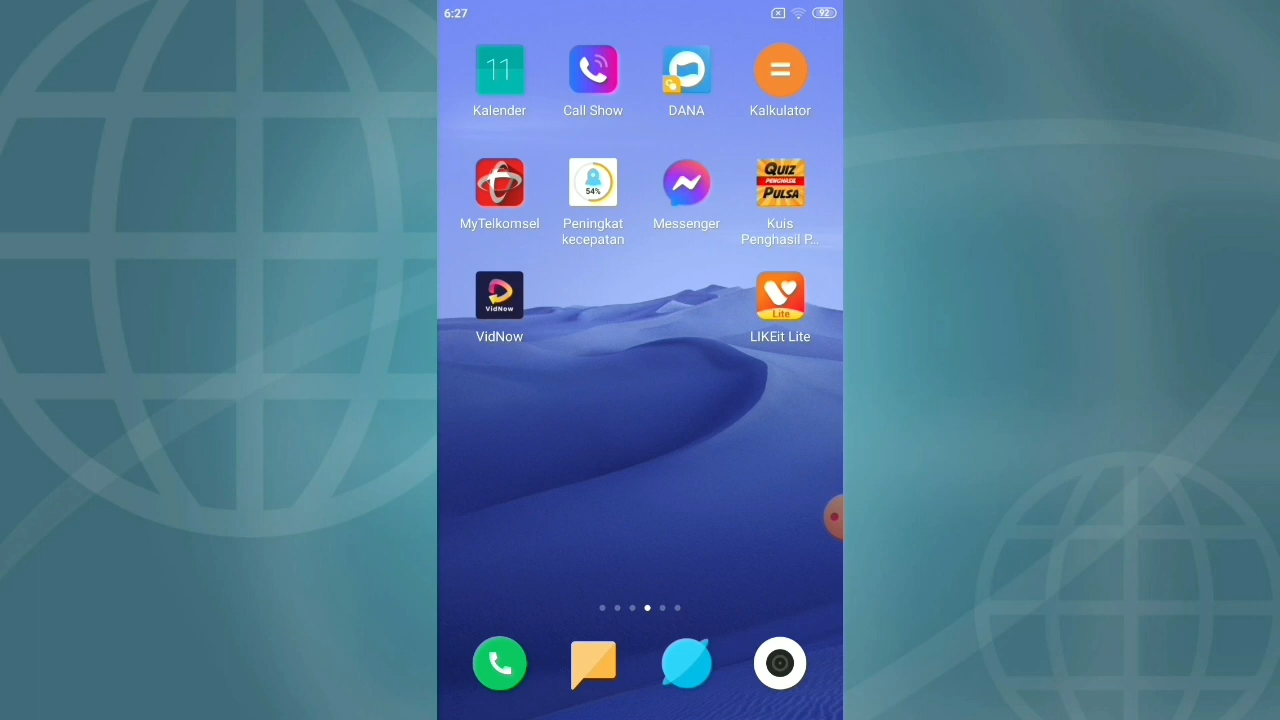 6:27
92
11
Kalender
Call Show
DANA
Kalkulator
54%
QUIZ
PENGHASIL
PULSA
MyTelkomsel
Peningkat
kecepatan
Messenger
Kuis
Penghasil P...
VidNow
Lite
VidNow
LIKEit Lite